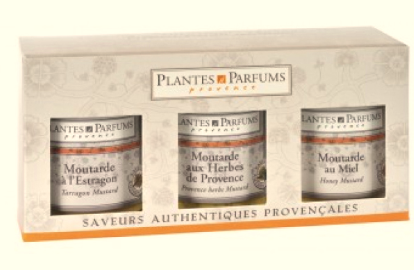 PLANTES & PARFUMS
provence
PLANTES & PARFUMS
provence
Moutarde
à l'Estragon
Tarragon Mustard
PLANTES & PARFUMS
provence
Moutarde
aux Herbes
de Provence
Provence herbs Mustard
PLANTES & PARFUMS
provence
Moutarde
au Miel
Honey Mustard
SAVEURS AUTHENTIQUES PROVENÇALES